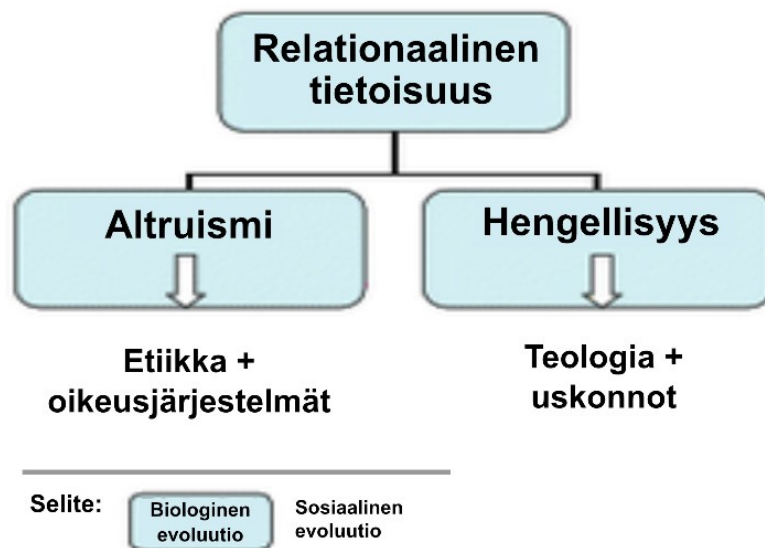 Relationaalinen
tietoisuus
Altruismi
Hengellisyys
Etiikka +
oikeusjärjestelmät
Teologia +
uskonnot
Selite:
Biologinen
evoluutio
Sosiaalinen
evoluutio